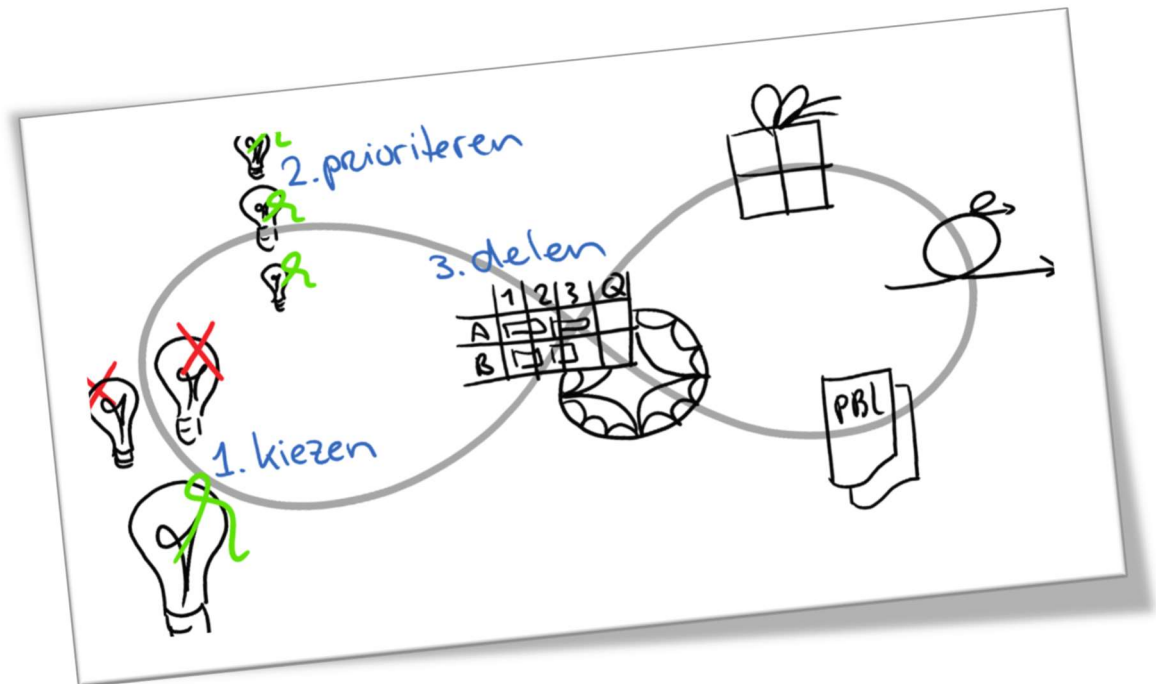 2. prioriteren
3. delen
1 2 3 Q
A
B
PBL
1. kiezen